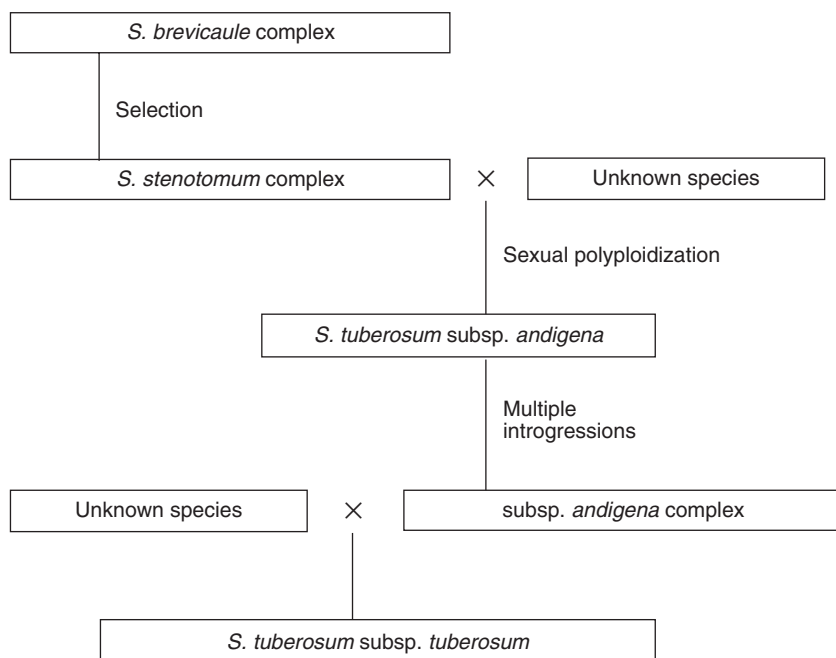 S. brevicaule complex
Selection
S. stenotomum complex
×
Unknown species
Sexual polyploidization
S. tuberosum subsp. andigena
Multiple
introgressions
Unknown species
×
subsp. andigena complex
S. tuberosum subsp. tuberosum